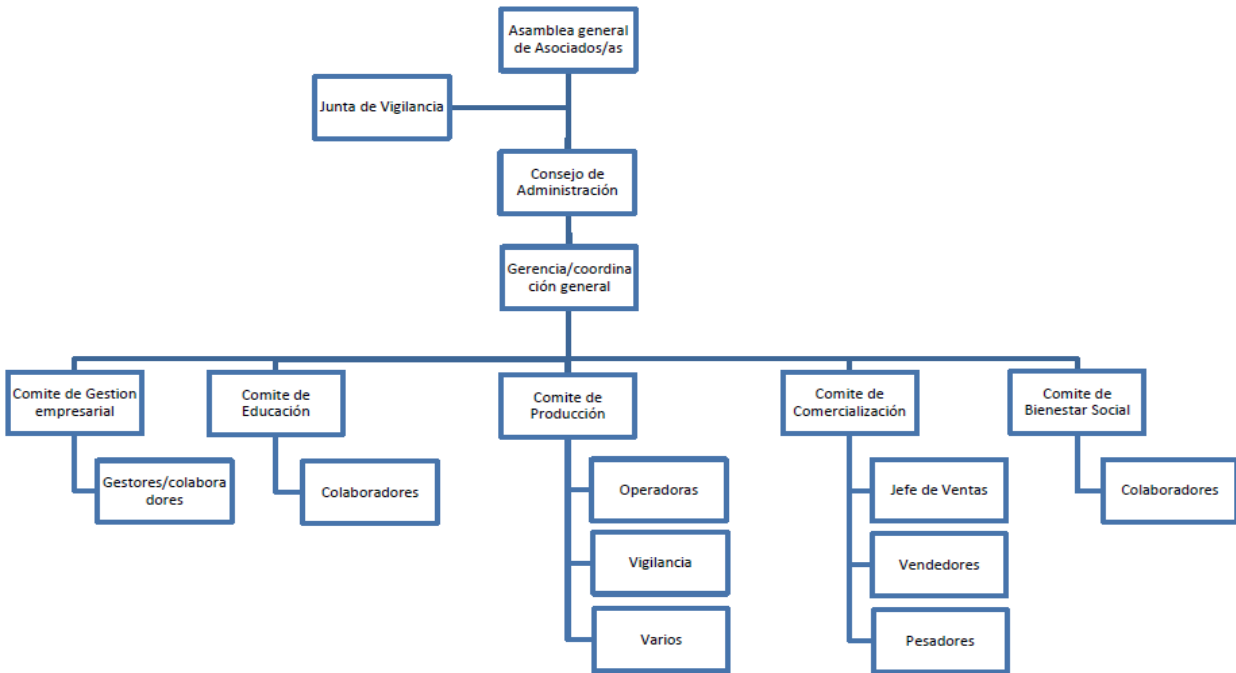 Asamblea general
de Asociados/as
Junta de Vigilancia
Consejo de
Administración
Gerencia/coordina
ción general
Comite de Gestion
empresarial
Comite de
Educación
Comite de
Producción
Comite de
Comercialización
Comite de
Bienestar Social
Gestores/colabora
dores
Colaboradores
Operadoras
Jefe de Ventas
Colaboradores
Vigilancia
Vendedores
Varios
Pesadores